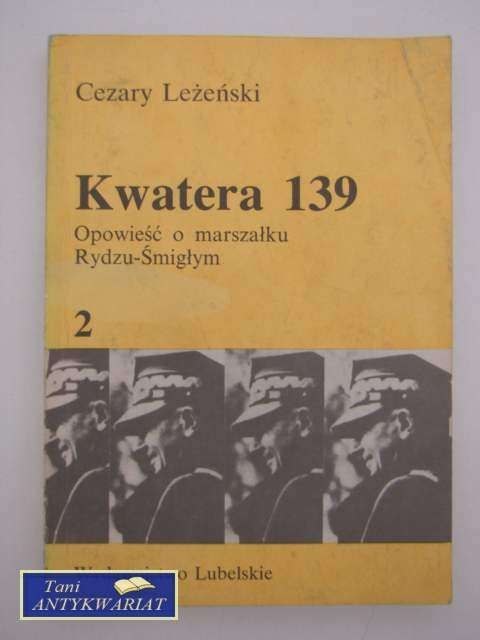 Cezary Leżeński
Kwatera 139
Opowieść o marszałku
Rydzu-Śmigłym
2
Lubelskie
Tani
ANTYKWARIAT